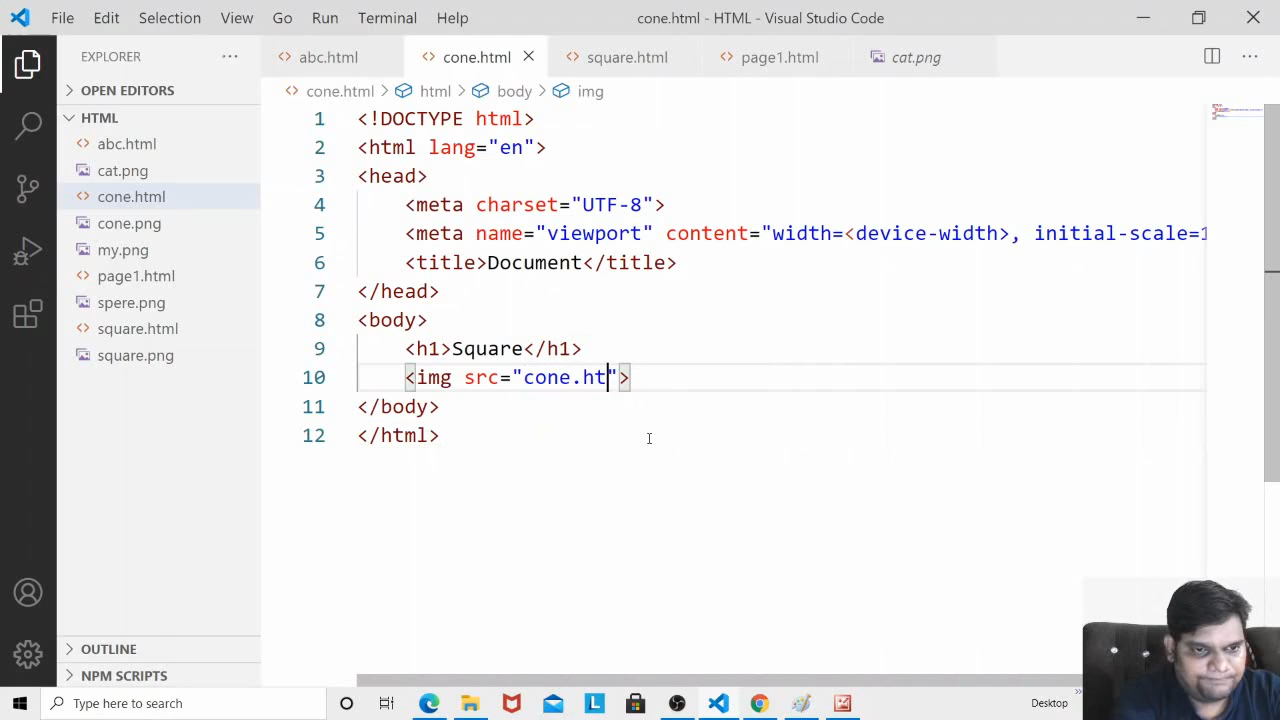 File Edit Selection View Go Run Terminal Help cone.html - HTML - Visual Studio Code
EXPLORER
abc.html cone.html square.html page1.html cat.png
OPEN EDITORS
cone.html > html > body > img
HTML
abc.html
cat.png
cone.html
cone.png
my.png
page1.html
spere.png
square.html
square.png
1 <!DOCTYPE html>
2 <html lang="en">
3 <head>
4 <meta charset="UTF-8">
5 <meta name="viewport" content="width=<device-width>, initial-scale=1
6 <title>Document</title>
7 </head>
8 <body>
9 <h1>Square</h1>
10 <img src="cone.ht">
11 </body>
12 </html>
OUTLINE
NPM SCRIPTS
Type here to search
L
Desktop